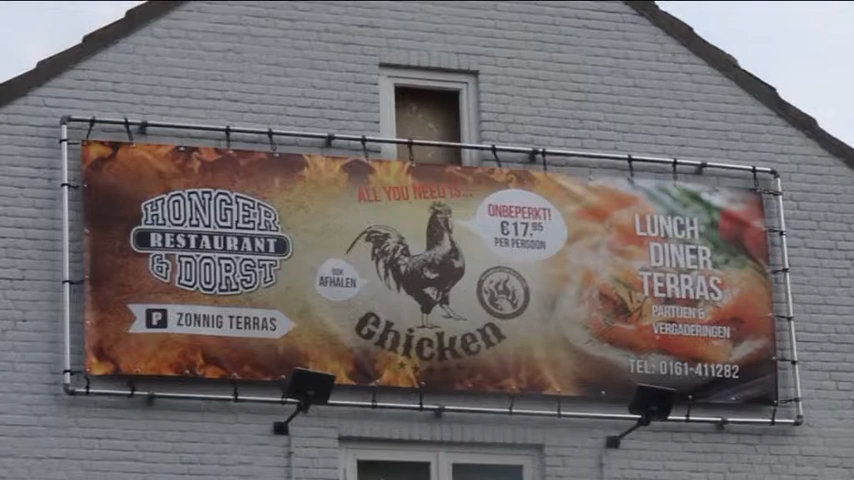 HONGER
RESTAURANT
& DORST
P ZONNIG TERRAS
ALL YOU NEED IS...
OOK
AFHALEN
ONBEPERKT!
€17.95
PER PERSOON
chicken
LUNCH
DINER
TERRAS
PARTIJEN &
VERGADERINGEN
TEL: 0161-411282